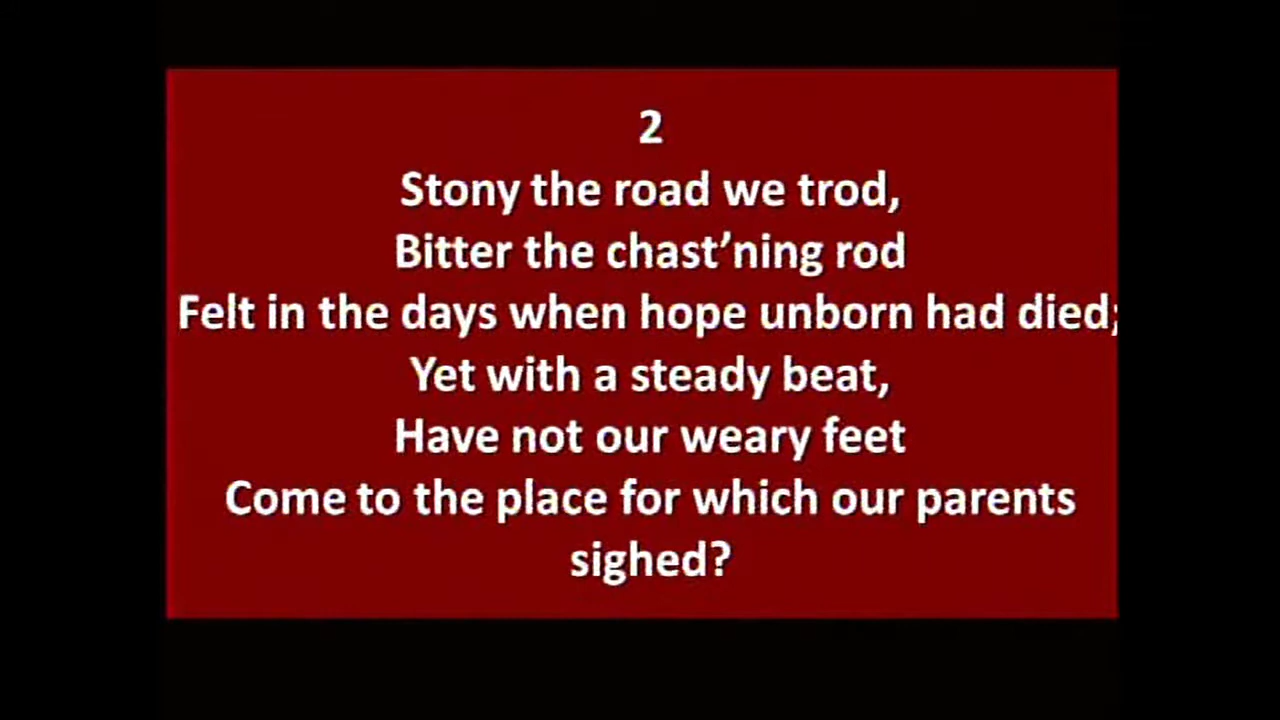 2
Stony the road we trod,
Bitter the chast’ning rod
Felt in the days when hope unborn had died;
Yet with a steady beat,
Have not our weary feet
Come to the place for which our parents
sighed?